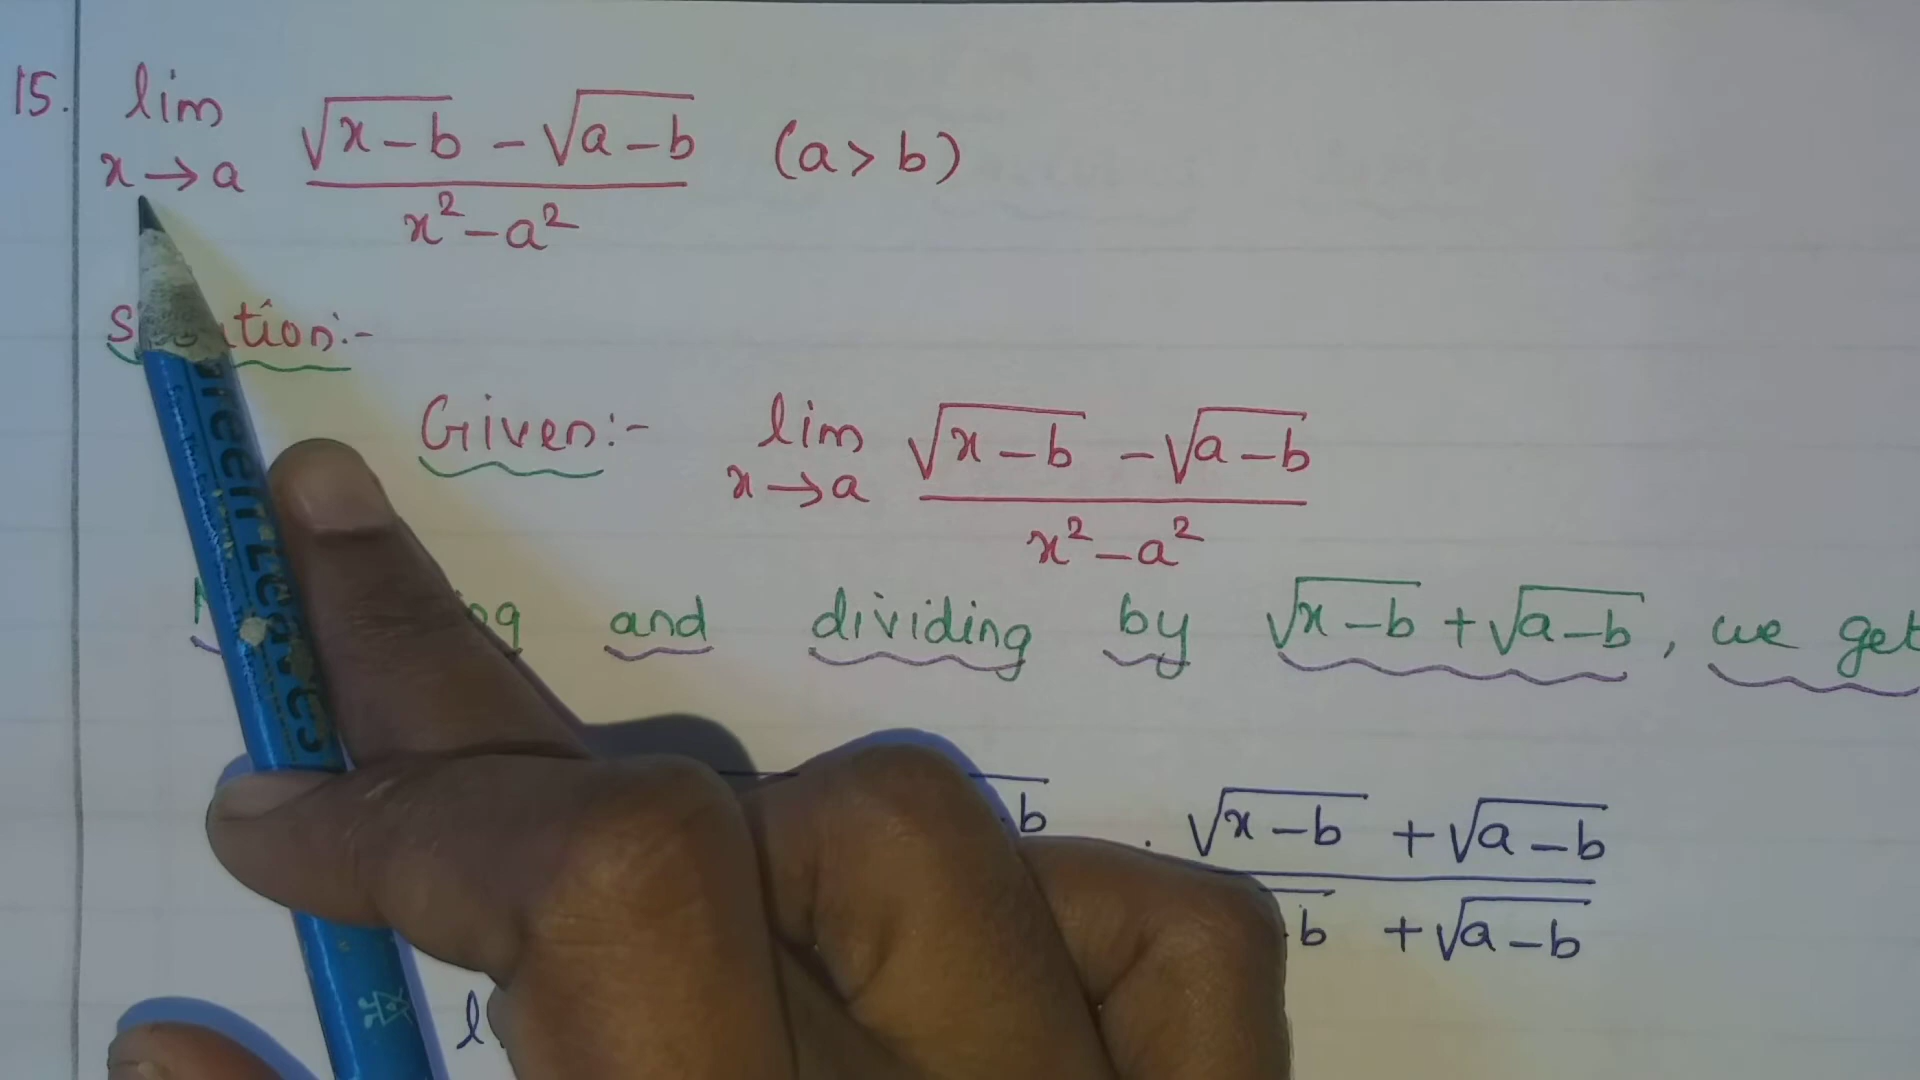 15. lim x→a (√(x-b) - √(a-b)) / (x² - a²) (a > b)
Given:- lim x→a (√(x-b) - √(a-b)) / (x² - a²)
and dividing by √(x-b) + √(a-b), we get
b . (√(x-b) + √(a-b)) / (b + √(a-b))